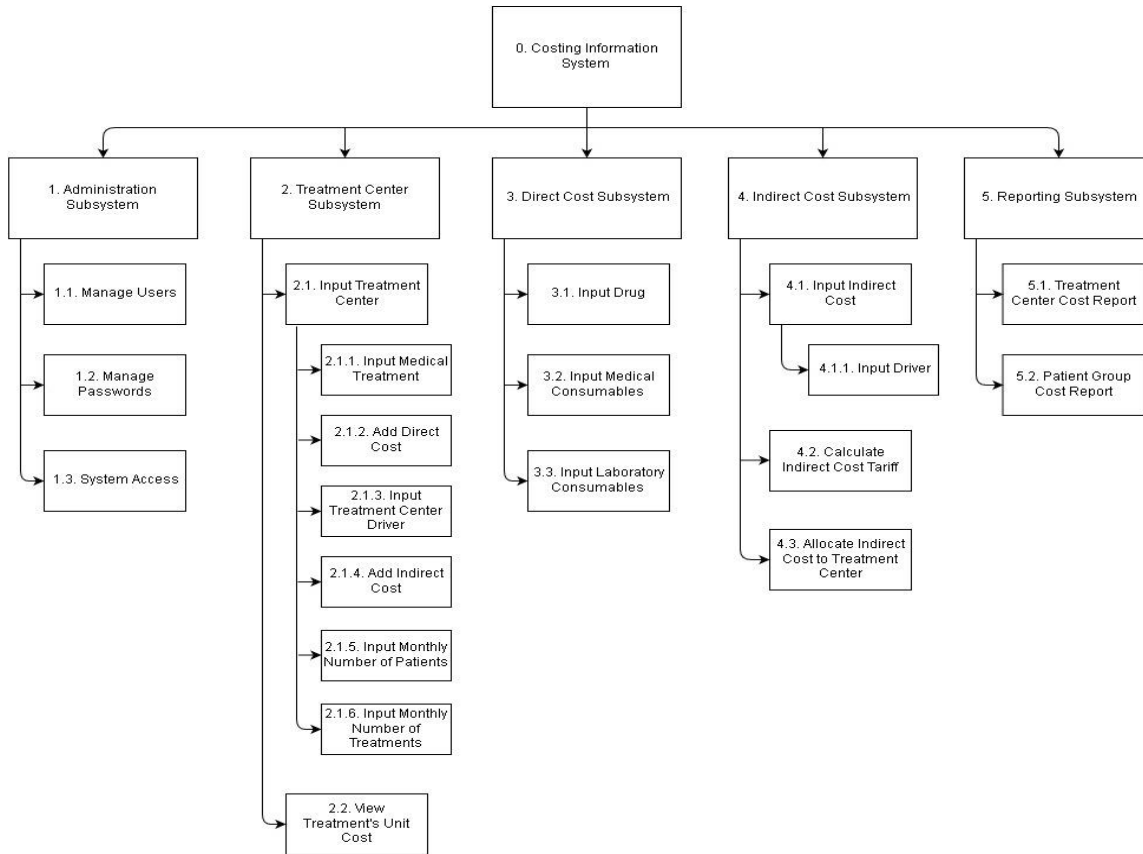 0. Costing Information
System
1. Administration
Subsystem
2. Treatment Center
Subsystem
3. Direct Cost Subsystem
4. Indirect Cost Subsystem
5. Reporting Subsystem
1.1. Manage Users
1.2. Manage
Passwords
1.3. System Access
2.1. Input Treatment
Center
2.1.1. Input Medical
Treatment
2.1.2. Add Direct
Cost
2.1.3. Input
Treatment Center
Driver
2.1.4. Add Indirect
Cost
2.1.5. Input Monthly
Number of Patients
2.1.6. Input Monthly
Number of
Treatments
2.2. View
Treatment's Unit
Cost
3.1. Input Drug
3.2. Input Medical
Consumables
3.3. Input Laboratory
Consumables
4.1. Input Indirect
Cost
4.1.1. Input Driver
4.2. Calculate
Indirect Cost Tariff
4.3. Allocate Indirect
Cost to Treatment
Center
5.1. Treatment
Center Cost Report
5.2. Patient Group
Cost Report